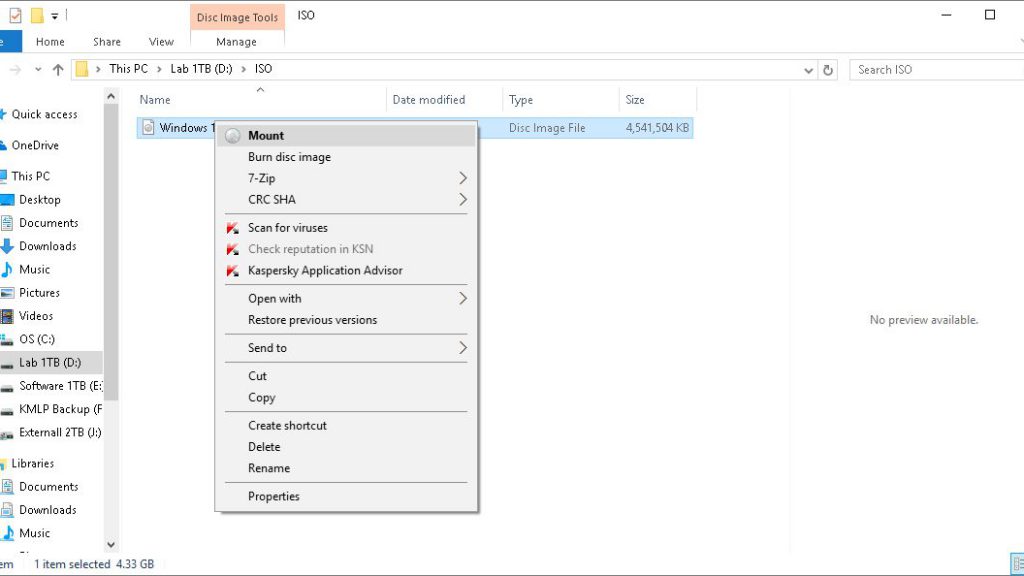 Disc Image Tools
ISO
Home
Share
View
Manage
This PC > Lab 1TB (D:) > ISO
Search ISO
Name
Date modified
Type
Size
Quick access
OneDrive
This PC
Desktop
Documents
Downloads
Music
Pictures
Videos
OS (C:)
Lab 1TB (D:)
Software 1TB (E:
KMLP Backup (F
Externall 2TB (J:)
Libraries
Documents
Downloads
Music
Windows 1
Disc Image File
4,541,504 KB
Mount
Burn disc image
7-Zip
CRC SHA
Scan for viruses
Check reputation in KSN
Kaspersky Application Advisor
Open with
Restore previous versions
Send to
Cut
Copy
Create shortcut
Delete
Rename
Properties
No preview available.
1 item selected 4.33 GB